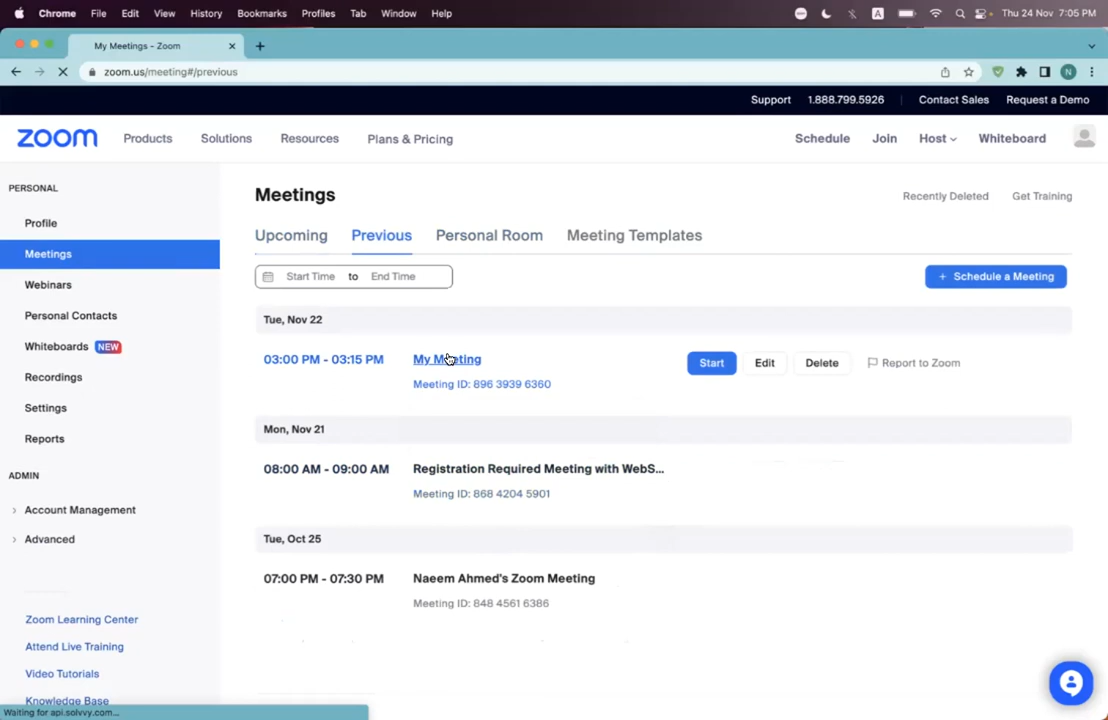 Chrome File Edit View History Bookmarks Profiles Tab Window Help A Thu 24 Nov 7:05 PM
My Meetings - Zoom
zoom.us/meeting#/previous N
Support 1.888.799.5926 Contact Sales Request a Demo
zoom Products Solutions Resources Plans & Pricing Schedule Join Host Whiteboard
PERSONAL
Profile
Meetings
Webinars
Personal Contacts
Whiteboards NEW
Recordings
Settings
Reports
ADMIN
Account Management
Advanced
Zoom Learning Center
Attend Live Training
Video Tutorials
Knowledge Base
Waiting for api.solvvy.com...
Meetings Recently Deleted Get Training
Upcoming Previous Personal Room Meeting Templates
Start Time to End Time + Schedule a Meeting
Tue, Nov 22
03:00 PM - 03:15 PM My Meeting Start Edit Delete Report to Zoom
Meeting ID: 896 3939 6360
Mon, Nov 21
08:00 AM - 09:00 AM Registration Required Meeting with WebS...
Meeting ID: 868 4204 5901
Tue, Oct 25
07:00 PM - 07:30 PM Naeem Ahmed's Zoom Meeting
Meeting ID: 848 4561 6386